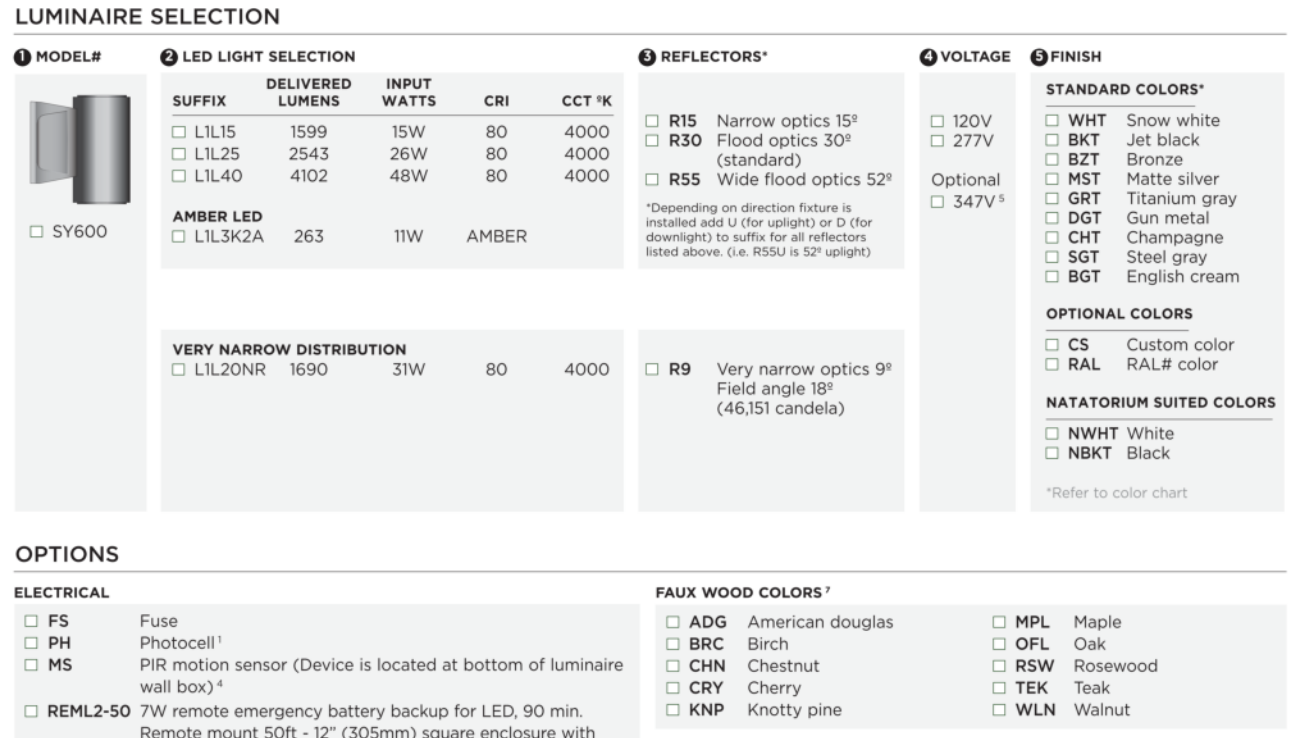 LUMINAIRE SELECTION
1 MODEL#
SY600
2 LED LIGHT SELECTION
SUFFIX DELIVERED LUMENS INPUT WATTS CRI CCT ºK
L1L15 1599 15W 80 4000
L1L25 2543 26W 80 4000
L1L40 4102 48W 80 4000
AMBER LED
L1L3K2A 263 11W AMBER
VERY NARROW DISTRIBUTION
L1L20NR 1690 31W 80 4000
3 REFLECTORS*
R15 Narrow optics 15º
R30 Flood optics 30º
(standard)
R55 Wide flood optics 52º
*Depending on direction fixture is
installed add U (for uplight) or D (for
downlight) to suffix for all reflectors
listed above. (i.e. R55U is 52º uplight)
R9 Very narrow optics 9º
Field angle 18º
(46,151 candela)
4 VOLTAGE
120V
277V
Optional
347V ⁵
5 FINISH
STANDARD COLORS*
WHT Snow white
BKT Jet black
BZT Bronze
MST Matte silver
GRT Titanium gray
DGT Gun metal
CHT Champagne
SGT Steel gray
BGT English cream
OPTIONAL COLORS
CS Custom color
RAL RAL# color
NATATORIUM SUITED COLORS
NWHT White
NBKT Black
*Refer to color chart
OPTIONS
ELECTRICAL
FS Fuse
PH Photocell ¹
MS PIR motion sensor (Device is located at bottom of luminaire
wall box) ⁴
REML2-50 7W remote emergency battery backup for LED, 90 min.
Remote mount 50ft - 12" (305mm) square enclosure with
FAUX WOOD COLORS ⁷
ADG American douglas
BRC Birch
CHN Chestnut
CRY Cherry
KNP Knotty pine
MPL Maple
OFL Oak
RSW Rosewood
TEK Teak
WLN Walnut